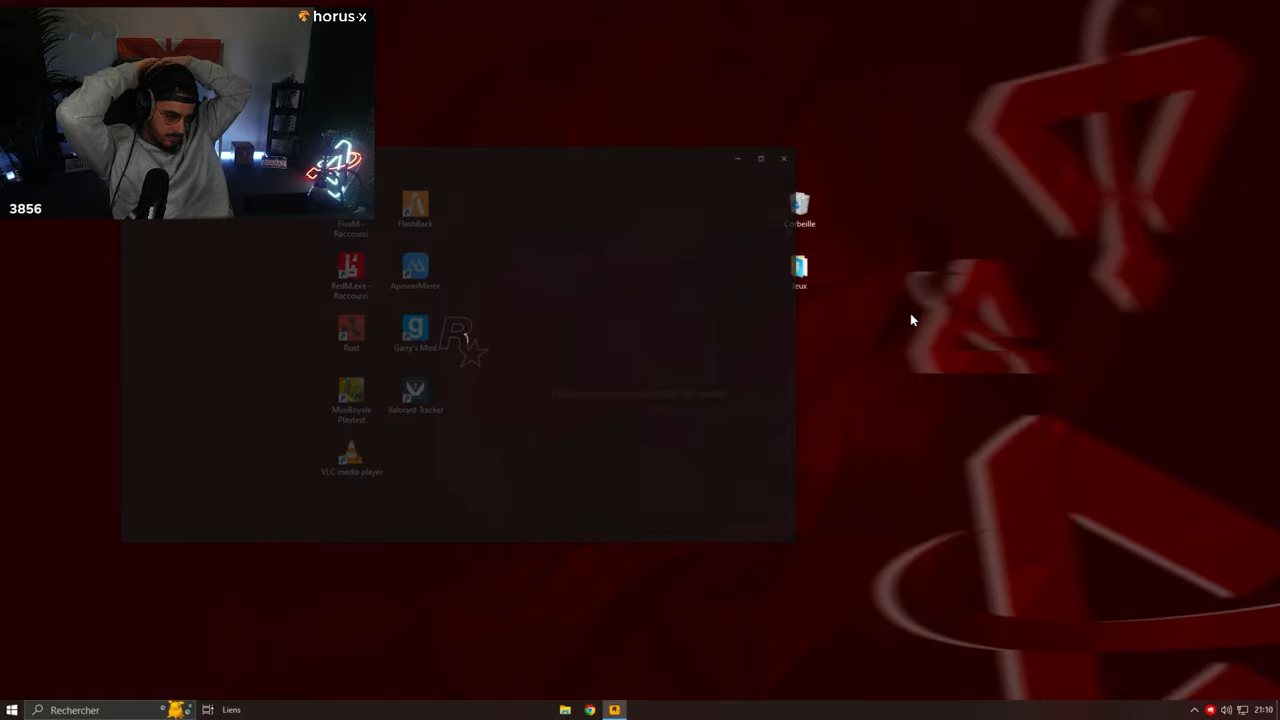 horus·x
3856
FiveM -
Raccourci
FlashBack
Corbeille
RedM.exe -
Raccourci
ApowerMirror
Jeux
Rust
Garry's Mod
R
MiniRoyale
Playtest
Valorant Tracker
VLC media player
Rechercher
Liens
21:10